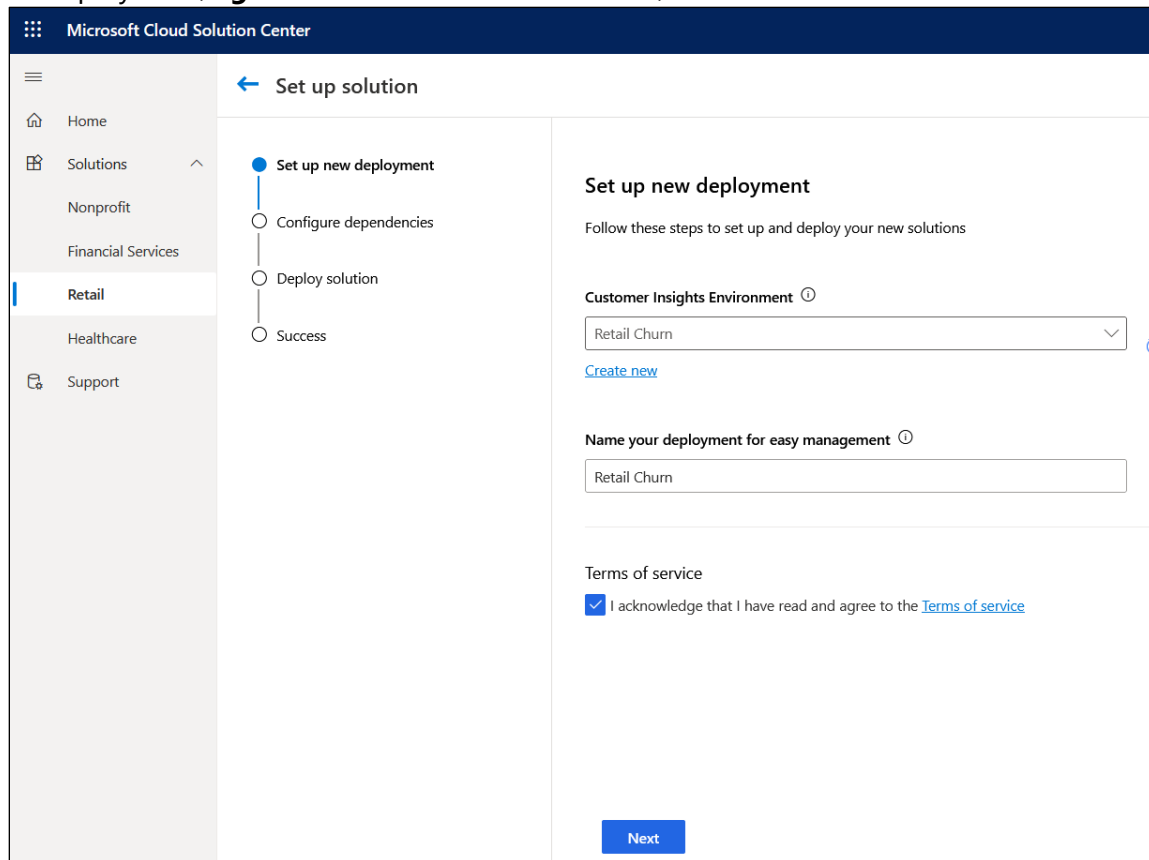 Microsoft Cloud Solution Center
Set up solution
Home
Solutions
Nonprofit
Financial Services
Retail
Healthcare
Support
Set up new deployment
Configure dependencies
Deploy solution
Success
Set up new deployment
Follow these steps to set up and deploy your new solutions
Customer Insights Environment
Retail Churn
Create new
Name your deployment for easy management
Retail Churn
Terms of service
I acknowledge that I have read and agree to the Terms of service
Next